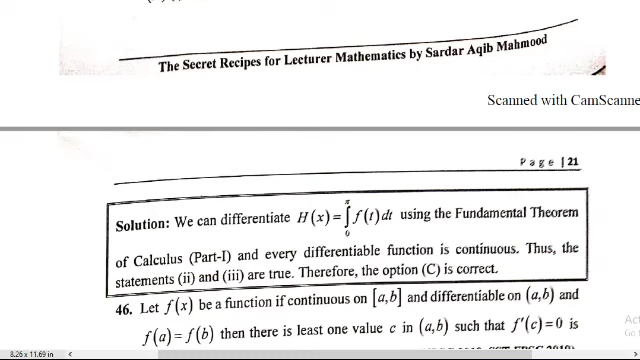 The Secret Recipes for Lecturer Mathematics by Sardar Aqib Mahmood
Scanned with CamScanne
Page | 21
Solution: We can differentiate H(x)=∫₀^π f(t)dt using the Fundamental Theorem
of Calculus (Part-I) and every differentiable function is continuous. Thus, the
statements (ii) and (iii) are true. Therefore, the option (C) is correct.
46. Let f(x) be a function if continuous on [a,b] and differentiable on (a,b) and
f(a)=f(b) then there is least one value c in (a,b) such that f'(c)=0 is
Act
Go t
8.26 x 11.69 in